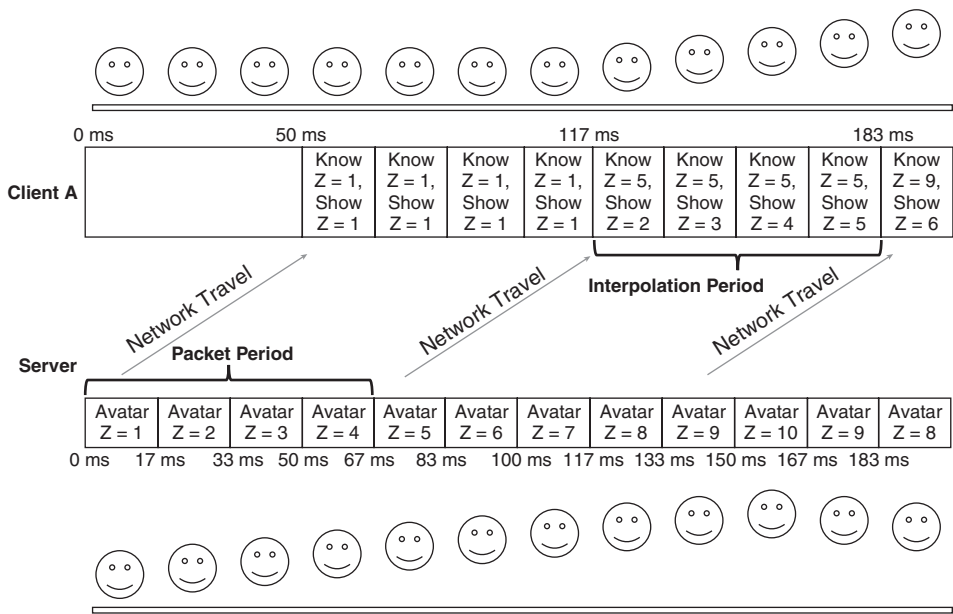 0 ms 50 ms 117 ms 183 ms
Client A
Know Z = 1, Show Z = 1
Know Z = 1, Show Z = 1
Know Z = 1, Show Z = 1
Know Z = 1, Show Z = 1
Know Z = 5, Show Z = 2
Know Z = 5, Show Z = 3
Know Z = 5, Show Z = 4
Know Z = 5, Show Z = 5
Know Z = 9, Show Z = 6
Network Travel
Network Travel
Interpolation Period
Network Travel
Server
Packet Period
Avatar Z = 1
Avatar Z = 2
Avatar Z = 3
Avatar Z = 4
Avatar Z = 5
Avatar Z = 6
Avatar Z = 7
Avatar Z = 8
Avatar Z = 9
Avatar Z = 10
Avatar Z = 9
Avatar Z = 8
0 ms 17 ms 33 ms 50 ms 67 ms 83 ms 100 ms 117 ms 133 ms 150 ms 167 ms 183 ms